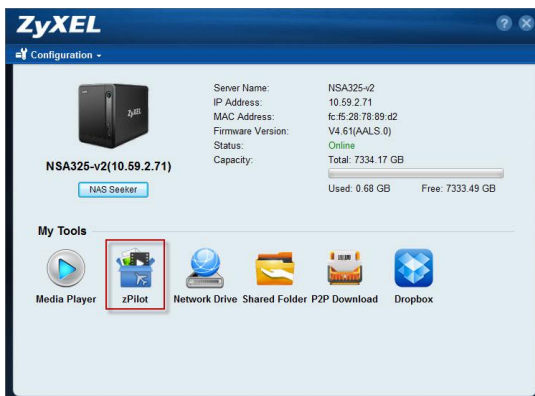 ZyXEL
Configuration
Server Name: NSA325-v2
IP Address: 10.59.2.71
MAC Address: fc:f5:28:78:89:d2
Firmware Version: V4.61(AALS.0)
Status: Online
Capacity: Total: 7334.17 GB
Used: 0.68 GB Free: 7333.49 GB
ZyXEL
NSA325-v2(10.59.2.71)
NAS Seeker
My Tools
Media Player zPilot Network Drive Shared Folder P2P Download Dropbox